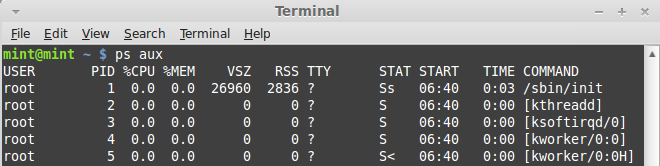 Terminal
File Edit View Search Terminal Help
mint@mint ~ $ ps aux
USER PID %CPU %MEM VSZ RSS TTY STAT START TIME COMMAND
root 1 0.0 0.0 26960 2836 ? Ss 06:40 0:03 /sbin/init
root 2 0.0 0.0 0 0 ? S 06:40 0:00 [kthreadd]
root 3 0.0 0.0 0 0 ? S 06:40 0:00 [ksoftirqd/0]
root 4 0.0 0.0 0 0 ? S 06:40 0:00 [kworker/0:0]
root 5 0.0 0.0 0 0 ? S< 06:40 0:00 [kworker/0:0H]